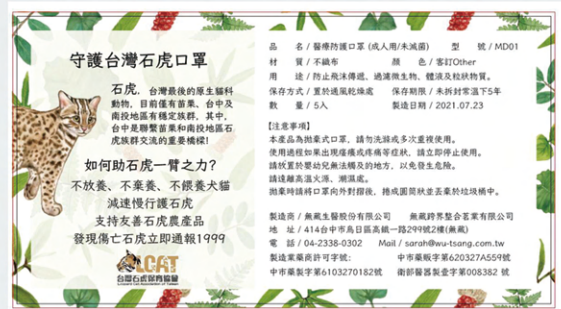 守護台灣石虎口罩
石虎，台灣最後的原生貓科
動物，目前僅有苗栗、台中及
南投地區有穩定族群，其中，
台中是聯繫苗栗和南投地區石
虎族群交流的重要橋樑!
如何助石虎一臂之力?
不放養、不棄養、不餵養犬貓
減速慢行護石虎
支持友善石虎農產品
發現傷亡石虎立即通報1999
LCAT
台灣石虎保育協會
Leopard Cat Association of Taiwan
品 名 / 醫療防護口罩 (成人用/未滅菌) 型 號 / MD01
材 質 / 不織布 顏 色 / 客訂Other
用 途 / 防止飛沫傳遞，過濾微生物、體液及粒狀物質。
保存方式 / 置於通風乾燥處 保存期限 / 未拆封常溫下5年
數 量 / 5入 製造日期 / 2021.07.23
【注意事項】
本產品為拋棄式口罩，請勿洗滌或多次重複使用。
使用過程如果出現癢癢或疼痛等症狀，請立即停止使用。
請放置於嬰幼兒無法觸及的地方，以免發生危險。
請遠離高溫火源、潮濕處。
拋棄時請將口罩向外對摺後，捲成圓筒狀並丟棄於垃圾桶中。
製造商 / 無藏生醫股份有限公司 無藏跨界整合茗業有限公司
地 址 / 414台中市烏日區高鐵一路299號2樓(無藏)
電 話 / 04-2338-0302 Mail / sarah@wu-tsang.com.tw
製造業藥商許可字號: 中市藥販字第620327A559號
中市藥製字第6103270182號 衛部醫器製壹字第008382 號